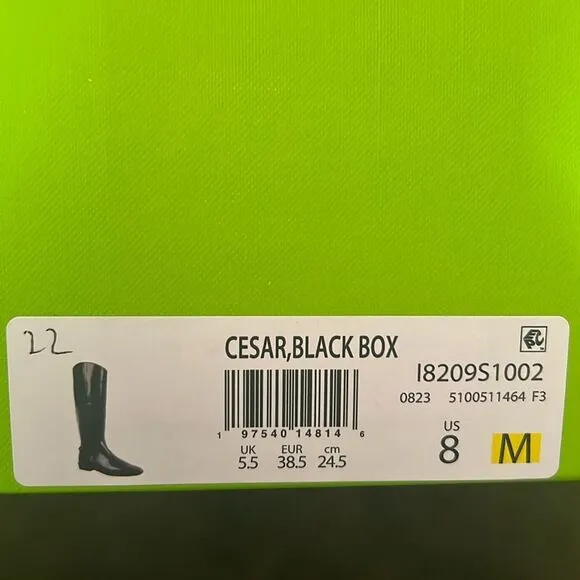 22
CESAR,BLACK BOX
I8209S1002
0823 5100511464 F3
1 97540 14814 6
UK EUR cm
5.5 38.5 24.5
US
8 M